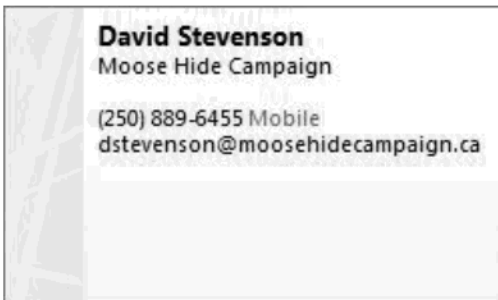 David Stevenson
Moose Hide Campaign
(250) 889-6455 Mobile
dstevenson@moosehidecampaign.ca